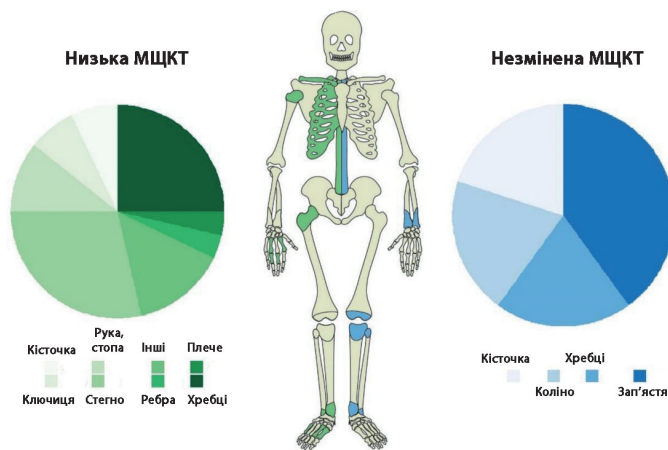 Низька МЩКТ
Незмінена МЩКТ
Кісточка
Рука,
стопа
Інші
Плече
Ключиця
Стегно
Ребра
Хребці
Кісточка
Хребці
Коліно
Зап’ястя